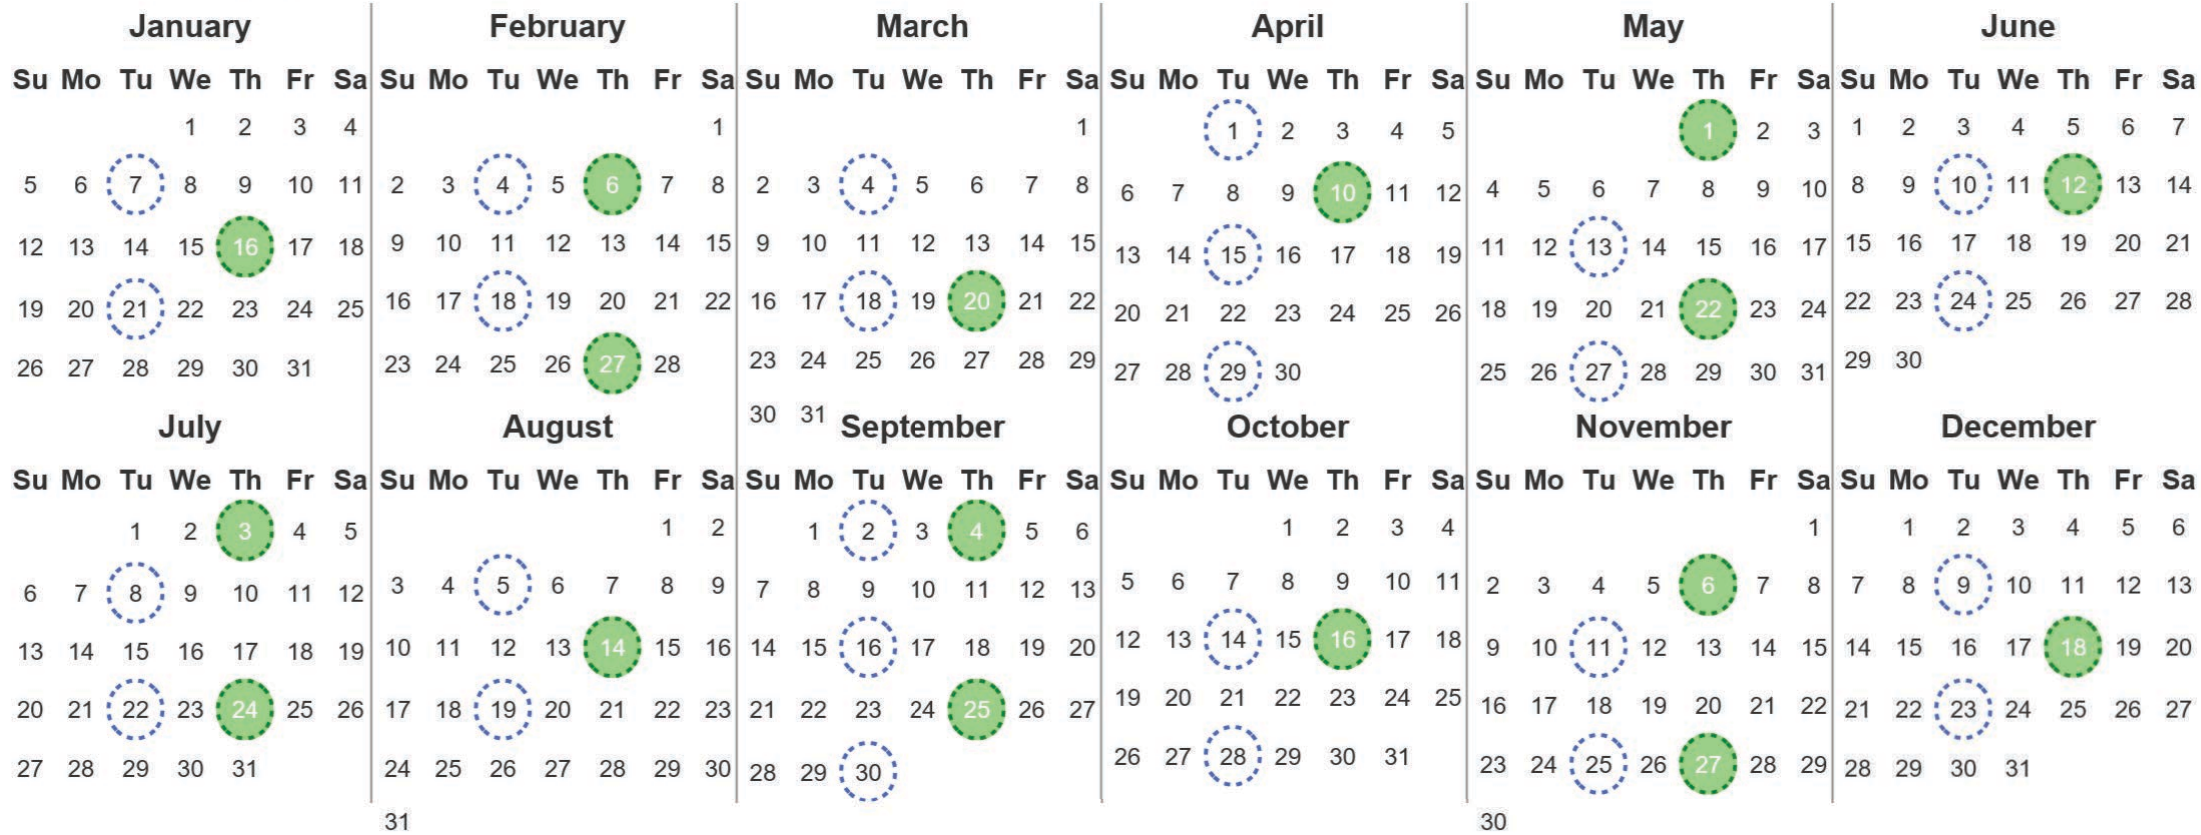 January February March April May June
Su Mo Tu We Th Fr Sa Su Mo Tu We Th Fr Sa Su Mo Tu We Th Fr Sa Su Mo Tu We Th Fr Sa Su Mo Tu We Th Fr Sa Su Mo Tu We Th Fr Sa
1 2 3 4 1 1 1 2 3 4 5 1 2 3 1 2 3 4 5 6 7
5 6 7 8 9 10 11 2 3 4 5 6 7 8 2 3 4 5 6 7 8 6 7 8 9 10 11 12 4 5 6 7 8 9 10 8 9 10 11 12 13 14
12 13 14 15 16 17 18 9 10 11 12 13 14 15 9 10 11 12 13 14 15 13 14 15 16 17 18 19 11 12 13 14 15 16 17 15 16 17 18 19 20 21
19 20 21 22 23 24 25 16 17 18 19 20 21 22 16 17 18 19 20 21 22 20 21 22 23 24 25 26 18 19 20 21 22 23 24 22 23 24 25 26 27 28
26 27 28 29 30 31 23 24 25 26 27 28 23 24 25 26 27 28 29 27 28 29 30 25 26 27 28 29 30 31 29 30
30 31
July August September October November December
Su Mo Tu We Th Fr Sa Su Mo Tu We Th Fr Sa Su Mo Tu We Th Fr Sa Su Mo Tu We Th Fr Sa Su Mo Tu We Th Fr Sa Su Mo Tu We Th Fr Sa
1 2 3 4 5 1 2 1 2 3 4 5 6 1 2 3 4 1 1 2 3 4 5 6
6 7 8 9 10 11 12 3 4 5 6 7 8 9 7 8 9 10 11 12 13 5 6 7 8 9 10 11 2 3 4 5 6 7 8 7 8 9 10 11 12 13
13 14 15 16 17 18 19 10 11 12 13 14 15 16 14 15 16 17 18 19 20 12 13 14 15 16 17 18 9 10 11 12 13 14 15 14 15 16 17 18 19 20
20 21 22 23 24 25 26 17 18 19 20 21 22 23 21 22 23 24 25 26 27 19 20 21 22 23 24 25 16 17 18 19 20 21 22 21 22 23 24 25 26 27
27 28 29 30 31 24 25 26 27 28 29 30 28 29 30 26 27 28 29 30 31 23 24 25 26 27 28 29 28 29 30 31
31 30